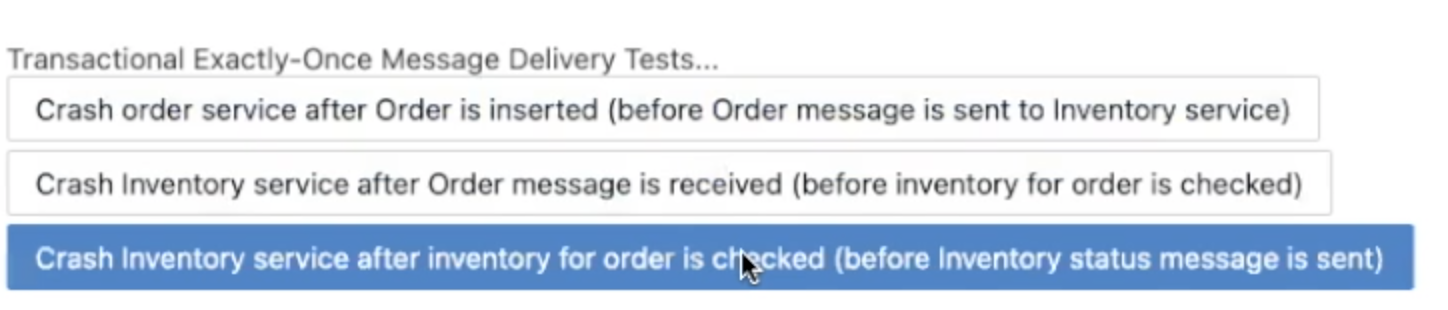 Transactional Exactly-Once Message Delivery Tests...
Crash order service after Order is inserted (before Order message is sent to Inventory service)
Crash Inventory service after Order message is received (before inventory for order is checked)
Crash Inventory service after inventory for order is checked (before Inventory status message is sent)